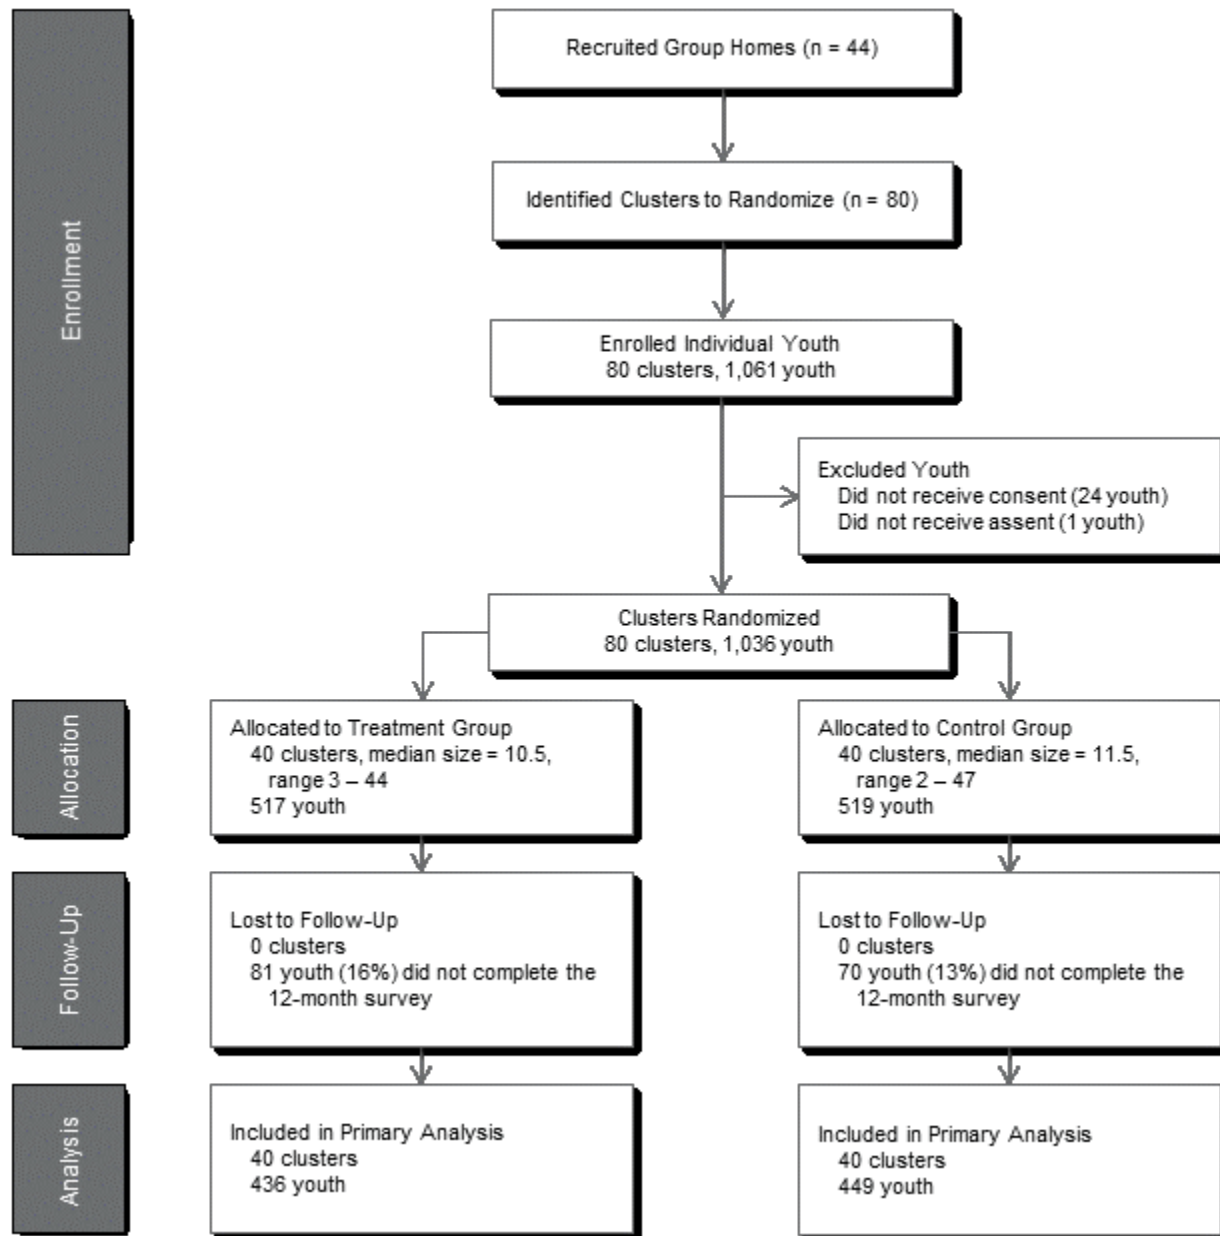 Enrollment
Recruited Group Homes (n = 44)
Identified Clusters to Randomize (n = 80)
Enrolled Individual Youth
80 clusters, 1,061 youth
Excluded Youth
Did not receive consent (24 youth)
Did not receive assent (1 youth)
Clusters Randomized
80 clusters, 1,036 youth
Allocation
Allocated to Treatment Group
40 clusters, median size = 10.5,
range 3 – 44
517 youth
Allocated to Control Group
40 clusters, median size = 11.5,
range 2 – 47
519 youth
Follow-Up
Lost to Follow-Up
0 clusters
81 youth (16%) did not complete the
12-month survey
Lost to Follow-Up
0 clusters
70 youth (13%) did not complete the
12-month survey
Analysis
Included in Primary Analysis
40 clusters
436 youth
Included in Primary Analysis
40 clusters
449 youth